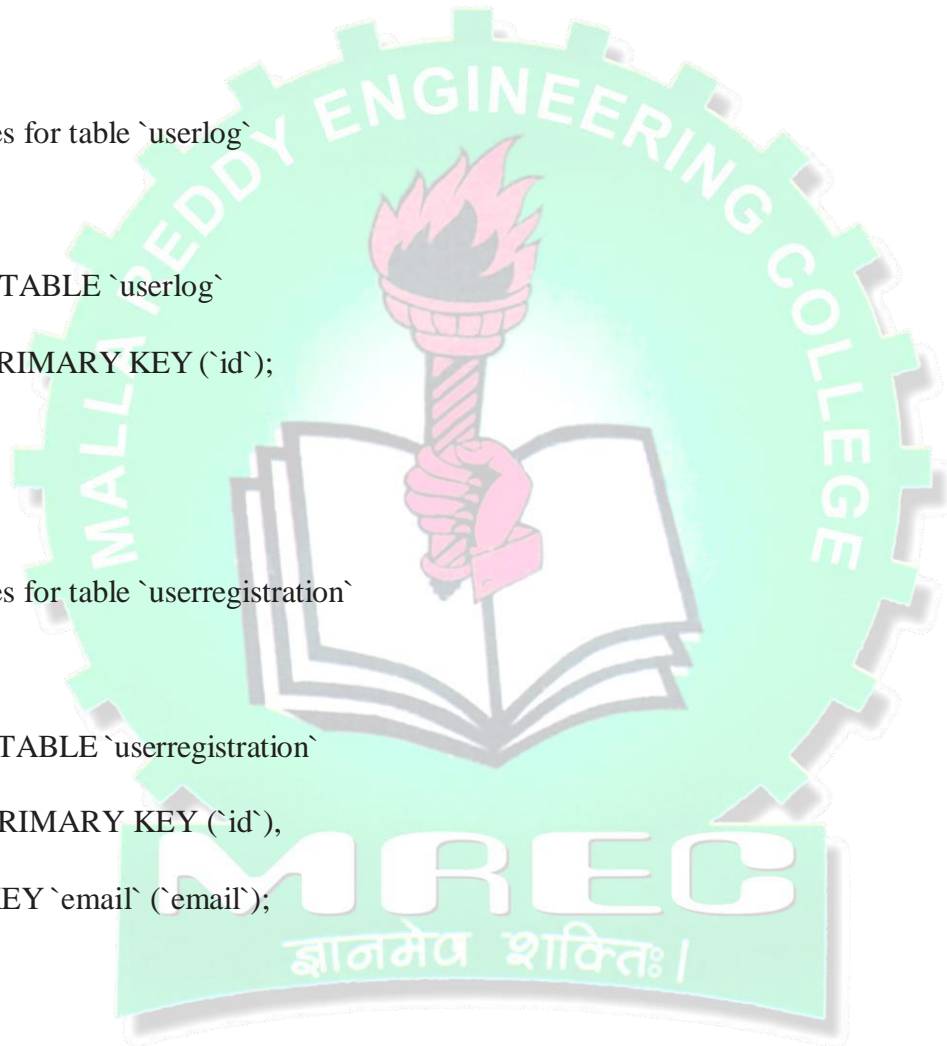 es for table `userlog`
TABLE `userlog`
RIMARY KEY (`id`);
es for table `userregistration`
TABLE `userregistration`
RIMARY KEY (`id`),
KEY `email` (`email`);
MALLA REDDY ENGINEERING COLLEGE
MREC
ज्ञानमेव शक्तिः।